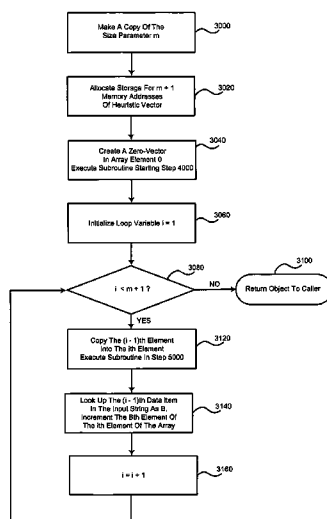 Make A Copy Of The
Size Parameter m
3000
Allocate Storage For m + 1
Memory Addresses
Of Heuristic Vector
3020
Create A Zero-Vector
In Array Element 0
Execute Subroutine Starting Step 4000
3040
Initialize Loop Variable i = 1
3060
i < m + 1 ?
3080
NO
Return Object To Caller
3100
YES
Copy The (i - 1)th Element
Into The ith Element
Execute Subroutine In Step 5000
3120
Look Up The (i - 1)th Data Item
In The Input String As B,
Increment The Bth Element Of
The ith Element Of The Array
3140
i = i + 1
3160